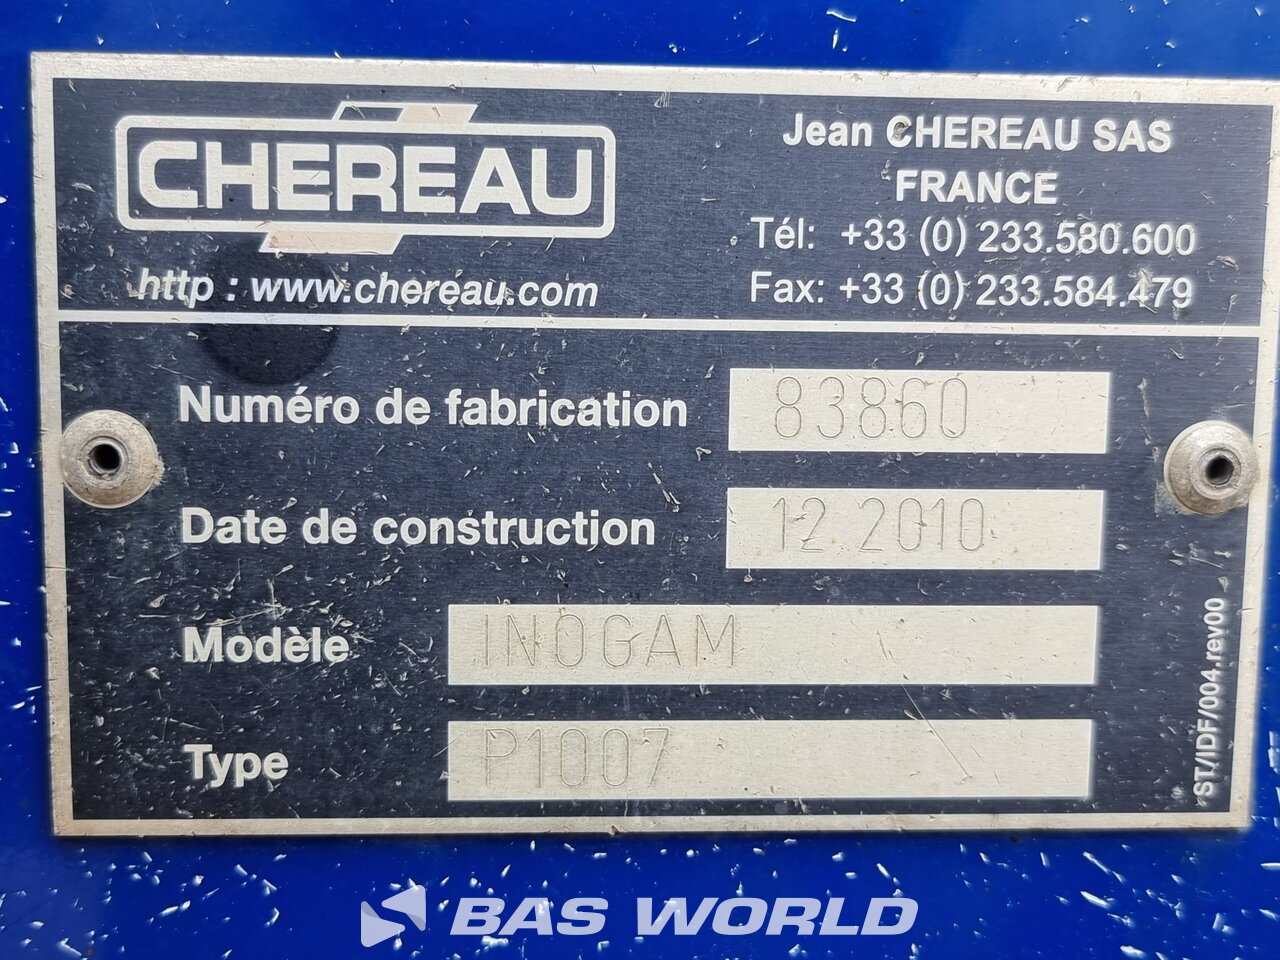 CHEREAU
http : www.chereau.com
Jean CHEREAU SAS
FRANCE
Tél: +33 (0) 233.580.600
Fax: +33 (0) 233.584.479
Numéro de fabrication 83860
Date de construction 12 2010
Modèle INOGAM
Type P1007
ST/IDF/004.rev00
BAS WORLD